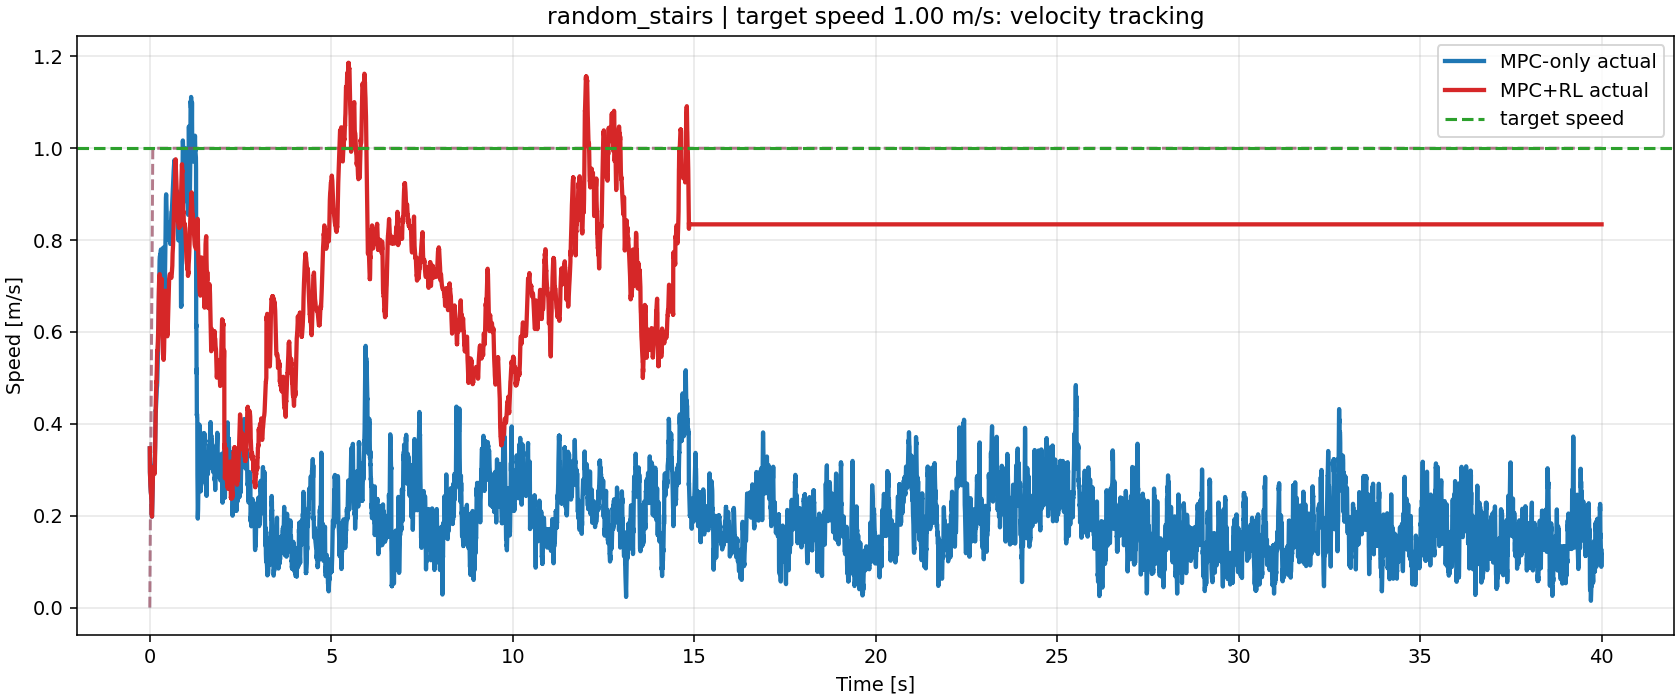 random_stairs | target speed 1.00 m/s: velocity tracking
MPC-only actual
MPC+RL actual
target speed
Speed [m/s]
1.2
1.0
0.8
0.6
0.4
0.2
0.0
0 5 10 15 20 25 30 35 40
Time [s]